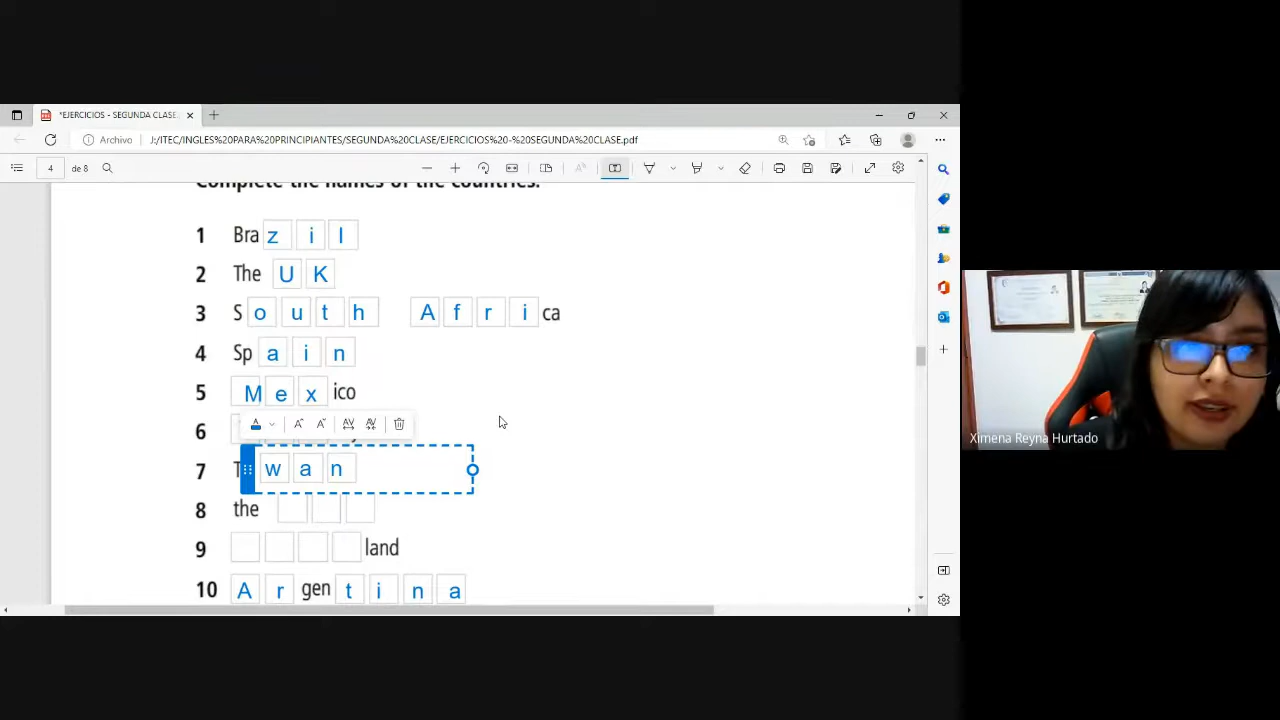 *EJERCICIOS - SEGUNDA CLASE.
Archivo J:/ITEC/INGLES%20PARA%20PRINCIPIANTES/SEGUNDA%20CLASE/EJERCICIOS%20-%20SEGUNDA%20CLASE.pdf
4 de 8
Complete the names of the countries.
1 Bra z i l
2 The U K
3 S o u t h A f r i ca
4 Sp a i n
5 M e x ico
6
7 T w a n
8 the
9 land
10 A r gen t i n a
Ximena Reyna Hurtado